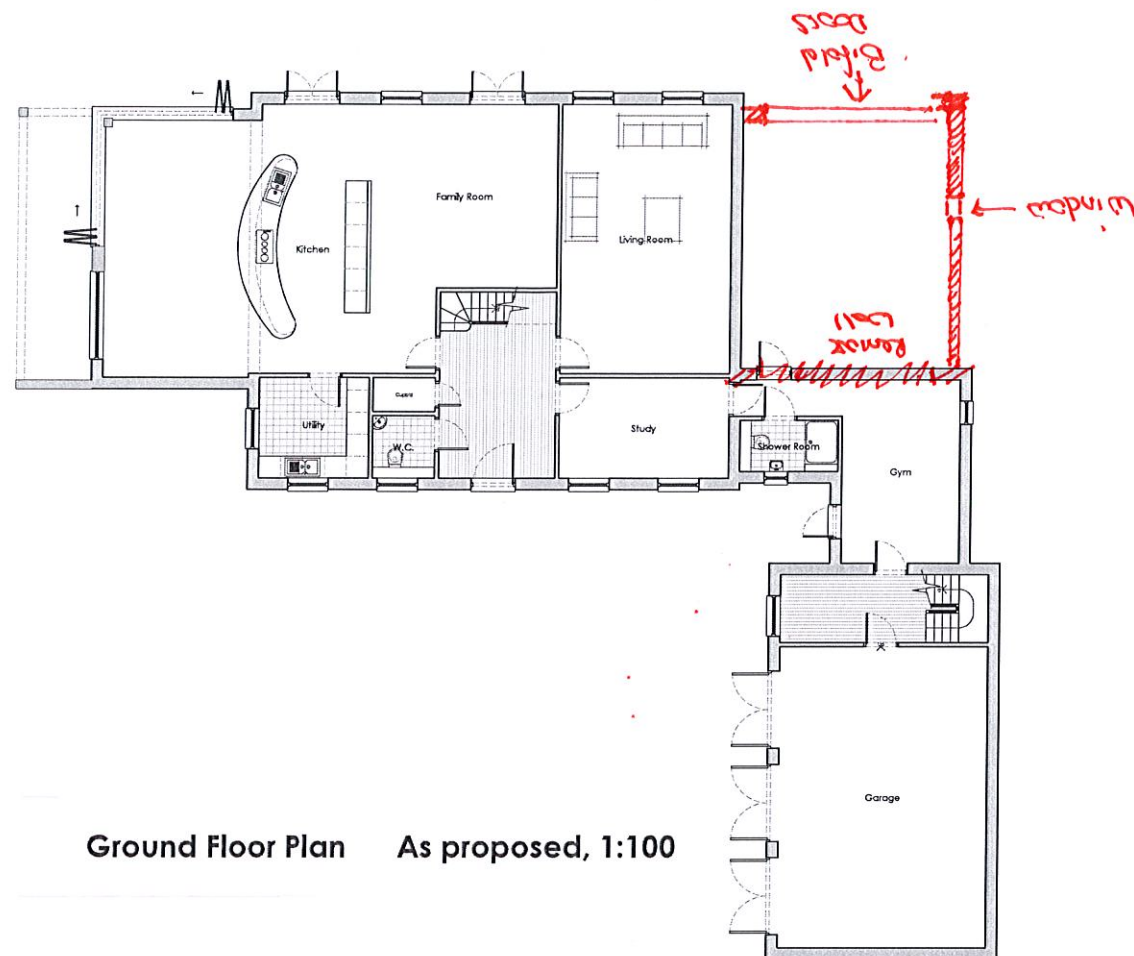 Bifold
Doors
window
Remove
Wall
Family Room
Kitchen
Living Room
Utility
W.C.
Study
Shower Room
Gym
Garage
Ground Floor Plan As proposed, 1:100